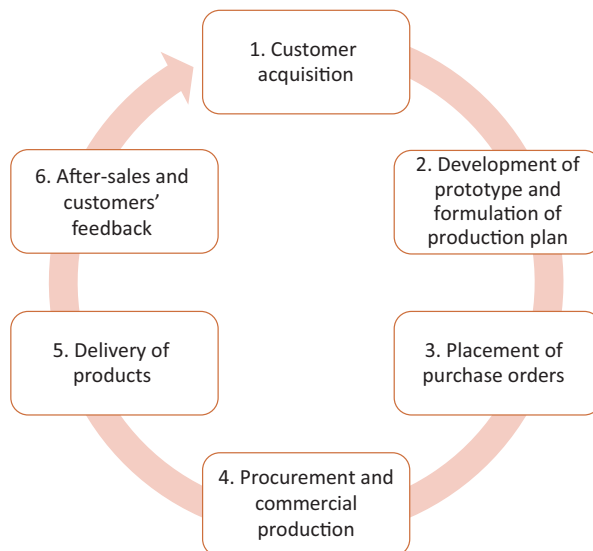 1. Customer
acquisition
2. Development of
prototype and
formulation of
production plan
3. Placement of
purchase orders
4. Procurement and
commercial
production
5. Delivery of
products
6. After-sales and
customers’
feedback